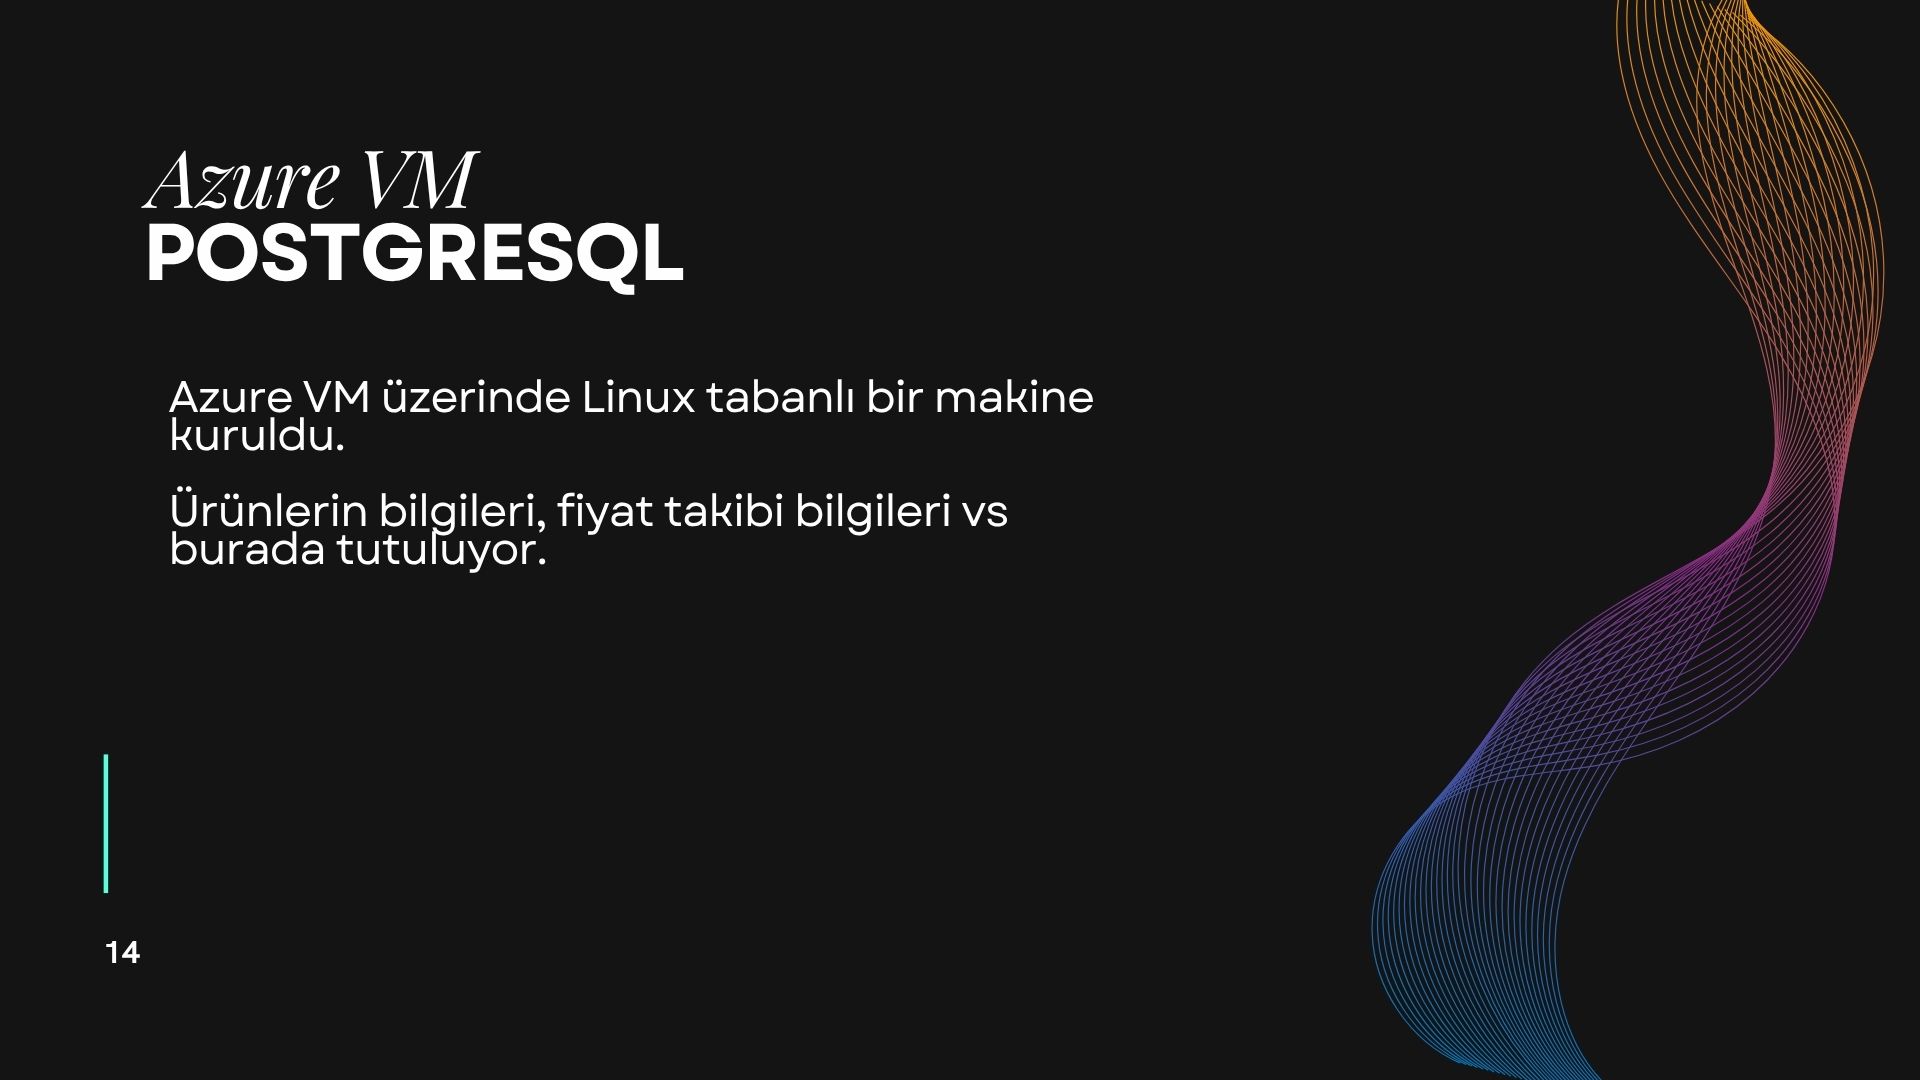 Azure VM
POSTGRESQL
Azure VM üzerinde Linux tabanlı bir makine
kuruldu.
Ürünlerin bilgileri, fiyat takibi bilgileri vs
burada tutuluyor.
14